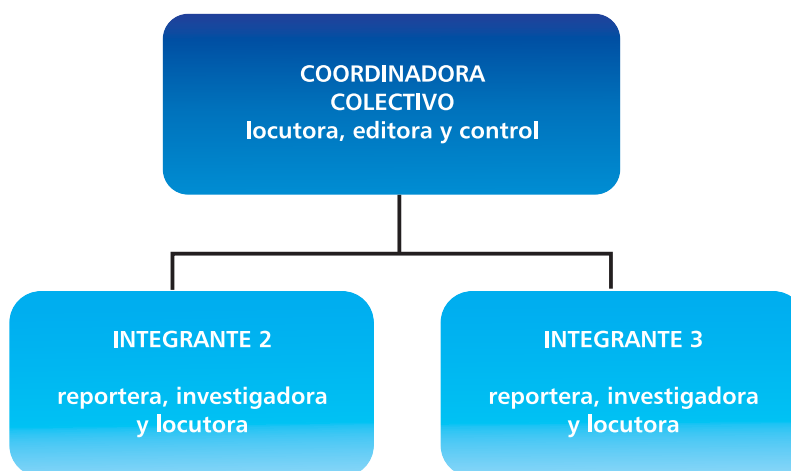 COORDINADORA
COLECTIVO
locutora, editora y control
INTEGRANTE 2
reportera, investigadora
y locutora
INTEGRANTE 3
reportera, investigadora
y locutora